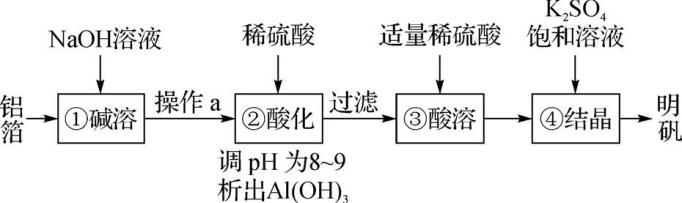 NaOH溶液
稀硫酸
适量稀硫酸
K₂SO₄
饱和溶液
铝箔
①碱溶
操作 a
②酸化
过滤
③酸溶
④结晶
明矾
调 pH 为8~9
析出Al(OH)₃